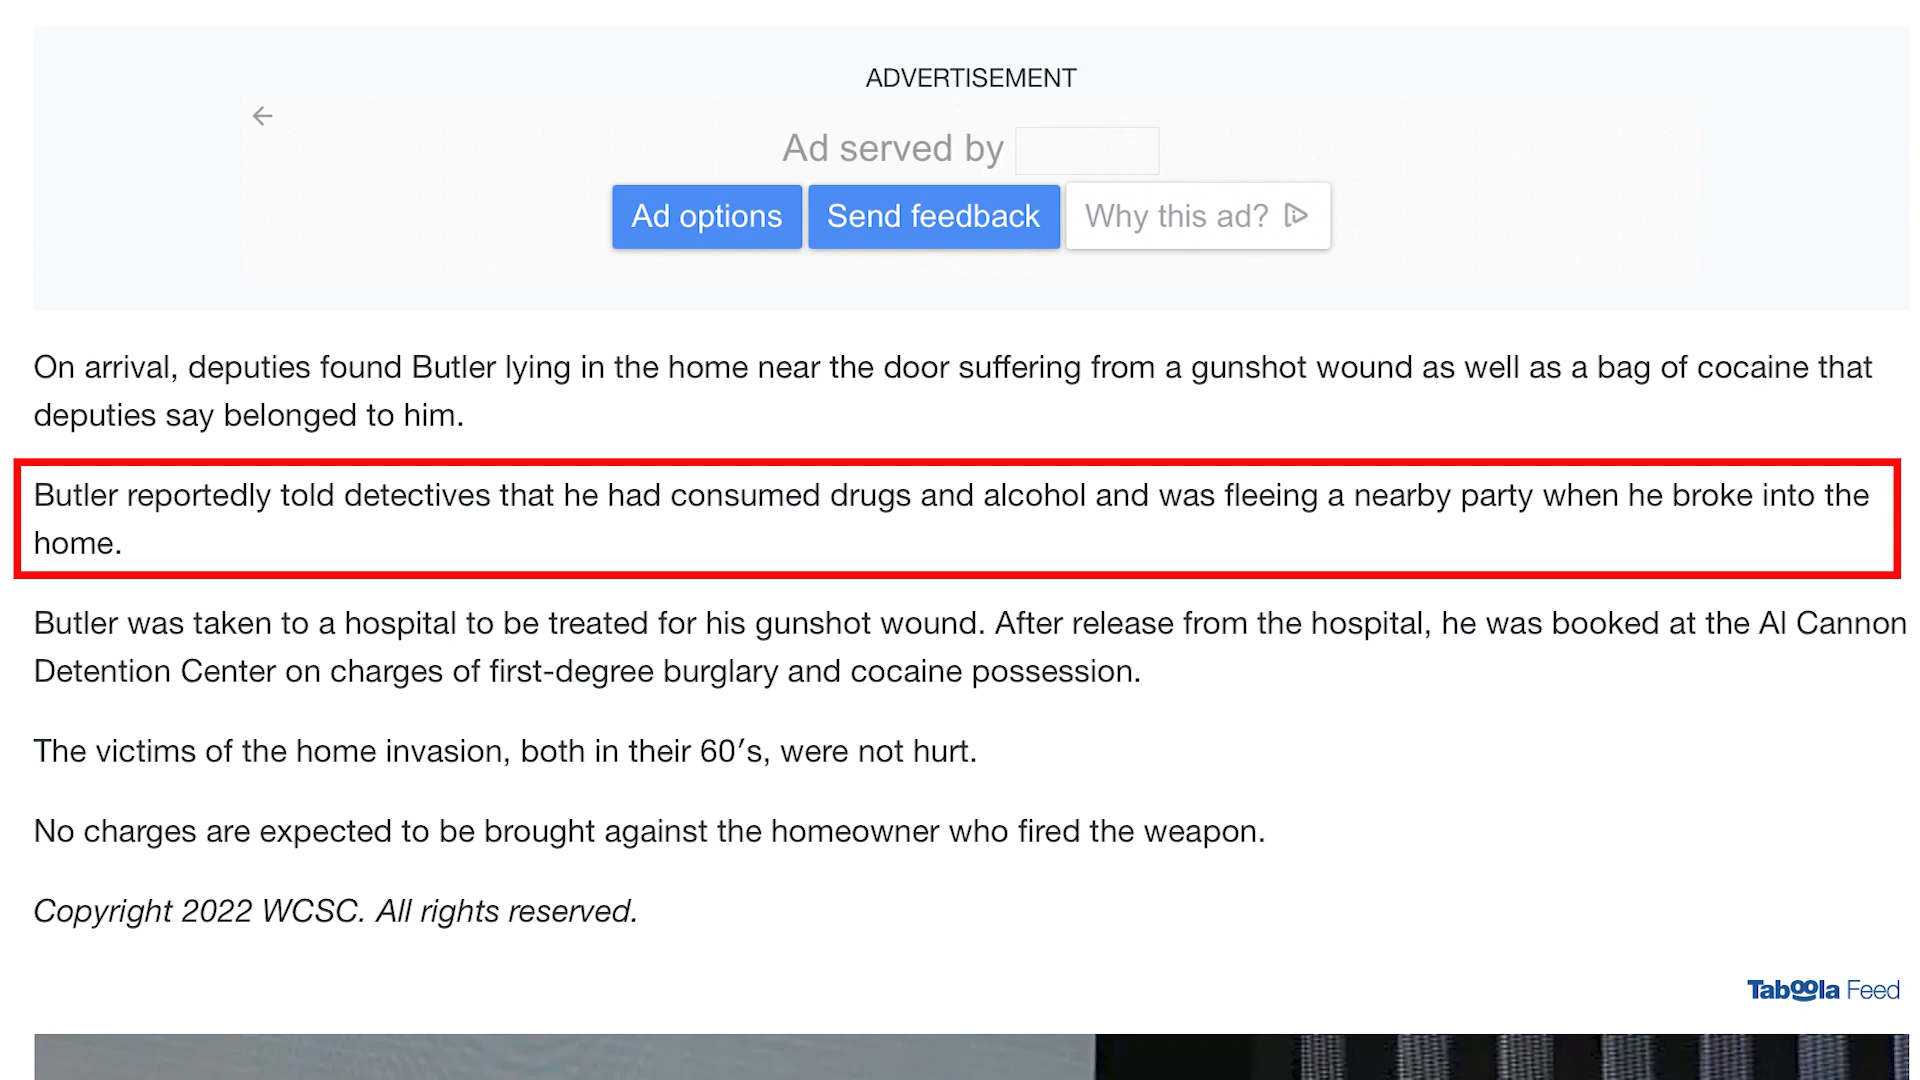 ADVERTISEMENT
Ad served by
Ad options Send feedback Why this ad?
On arrival, deputies found Butler lying in the home near the door suffering from a gunshot wound as well as a bag of cocaine that
deputies say belonged to him.
Butler reportedly told detectives that he had consumed drugs and alcohol and was fleeing a nearby party when he broke into the
home.
Butler was taken to a hospital to be treated for his gunshot wound. After release from the hospital, he was booked at the Al Cannon
Detention Center on charges of first-degree burglary and cocaine possession.
The victims of the home invasion, both in their 60′s, were not hurt.
No charges are expected to be brought against the homeowner who fired the weapon.
Copyright 2022 WCSC. All rights reserved.
Taboola Feed